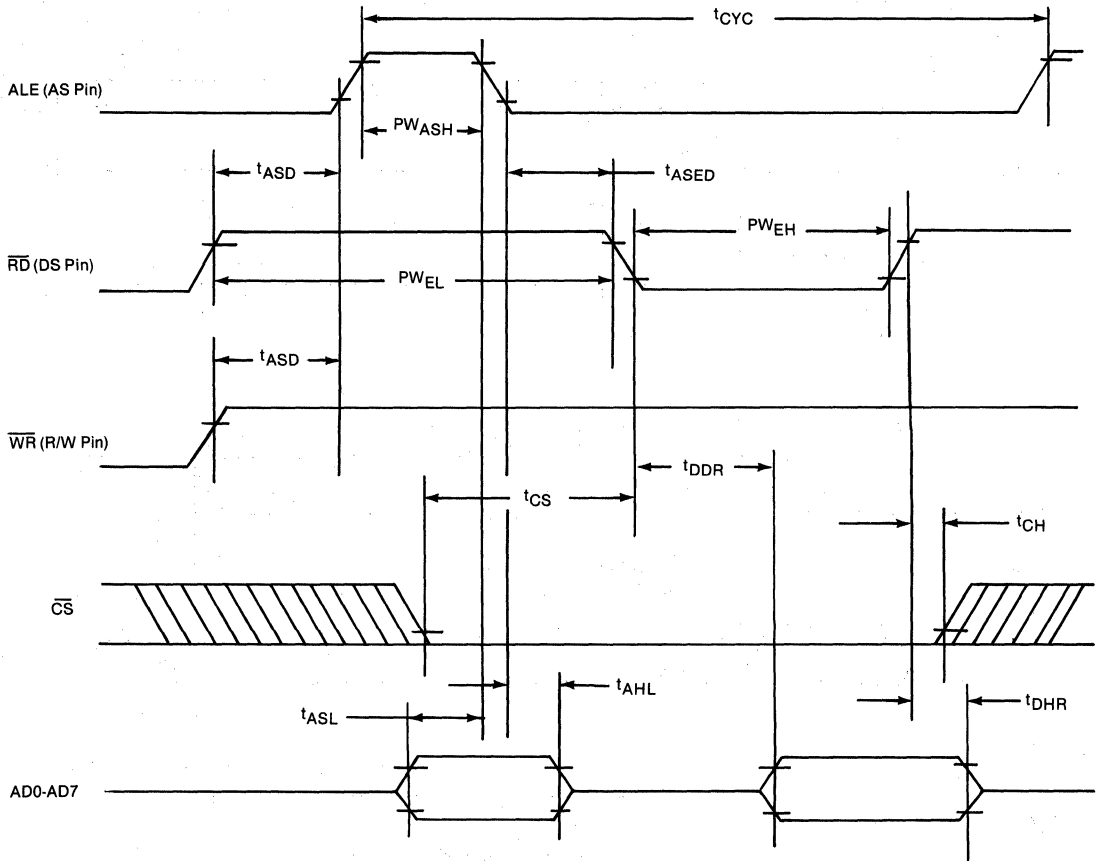 tCYC
ALE (AS Pin)
PWASH
tASD
tASED
PWEH
RD (DS Pin)
PWEL
tASD
WR (R/W Pin)
tDDR
tCS
tCH
CS
tAHL
tASL
tDHR
AD0-AD7